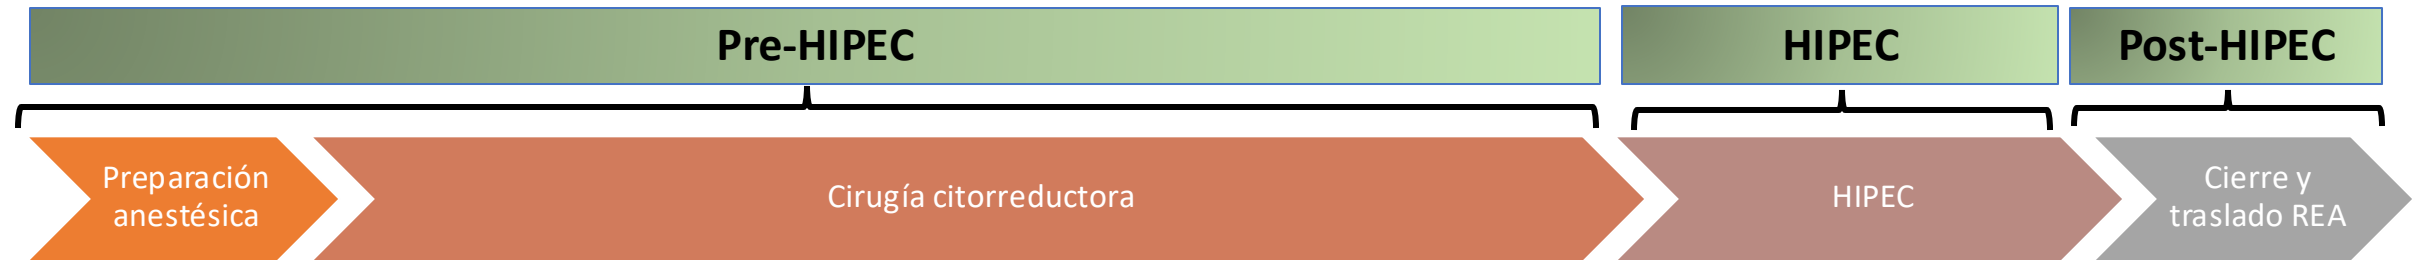 Pre-HIPEC
HIPEC
Post-HIPEC
Preparación
anestésica
Cirugía citorreductora
HIPEC
Cierre y
traslado REA